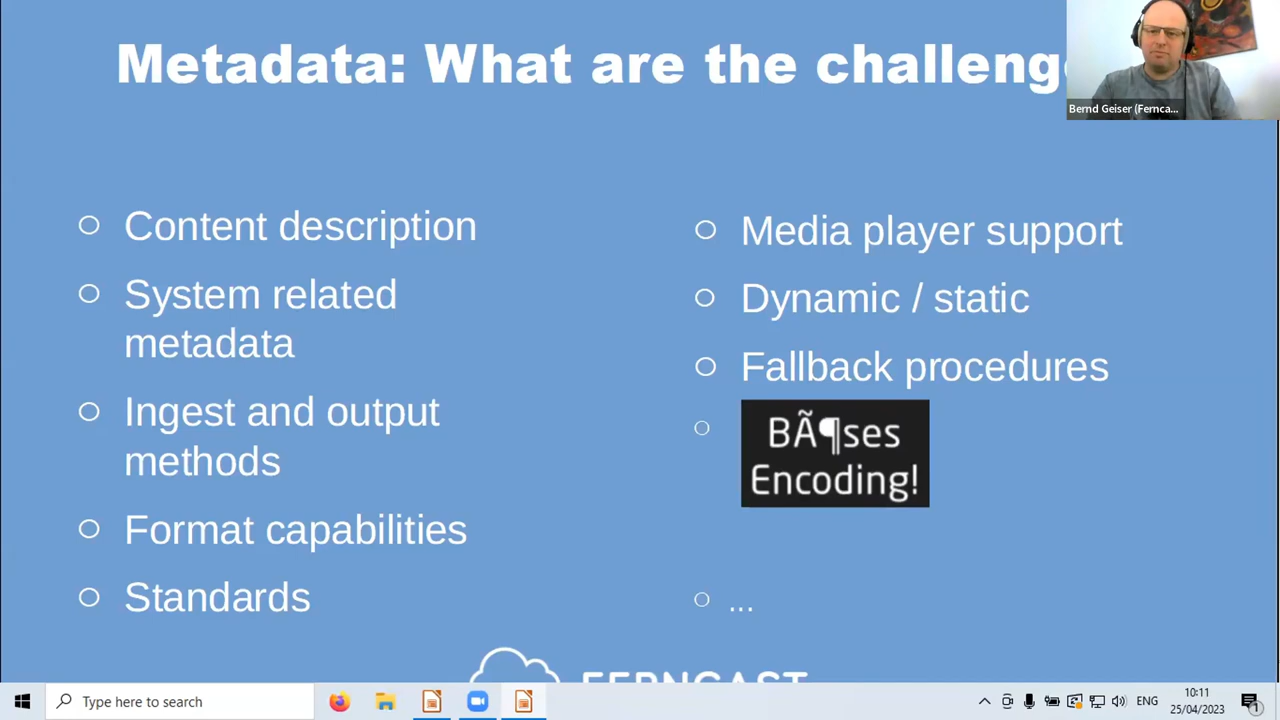 Metadata: What are the challeng
Bernd Geiser (Fernca...
Content description
System related
metadata
Ingest and output
methods
Format capabilities
Standards
Media player support
Dynamic / static
Fallback procedures
BÃ¶ses
Encoding!
...
FERNCAST
Type here to search
ENG
10:11
25/04/2023
1